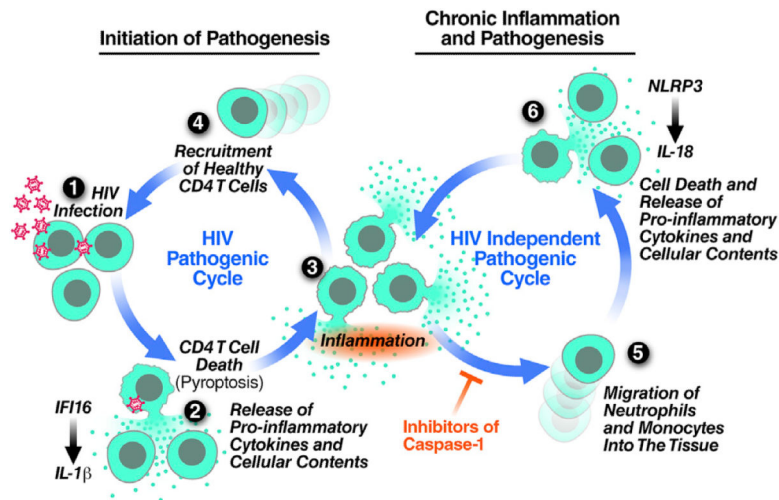 Initiation of Pathogenesis
Chronic Inflammation
and Pathogenesis
4
Recruitment
of Healthy
CD4 T Cells
1
HIV
Infection
HIV
Pathogenic
Cycle
CD4 T Cell
Death
(Pyroptosis)
IFI16
IL-1β
2
Release of
Pro-inflammatory
Cytokines and
Cellular Contents
3
Inflammation
HIV Independent
Pathogenic
Cycle
Inhibitors of
Caspase-1
6
NLRP3
IL-18
Cell Death and
Release of
Pro-inflammatory
Cytokines and
Cellular Contents
5
Migration of
Neutrophils
and Monocytes
Into The Tissue